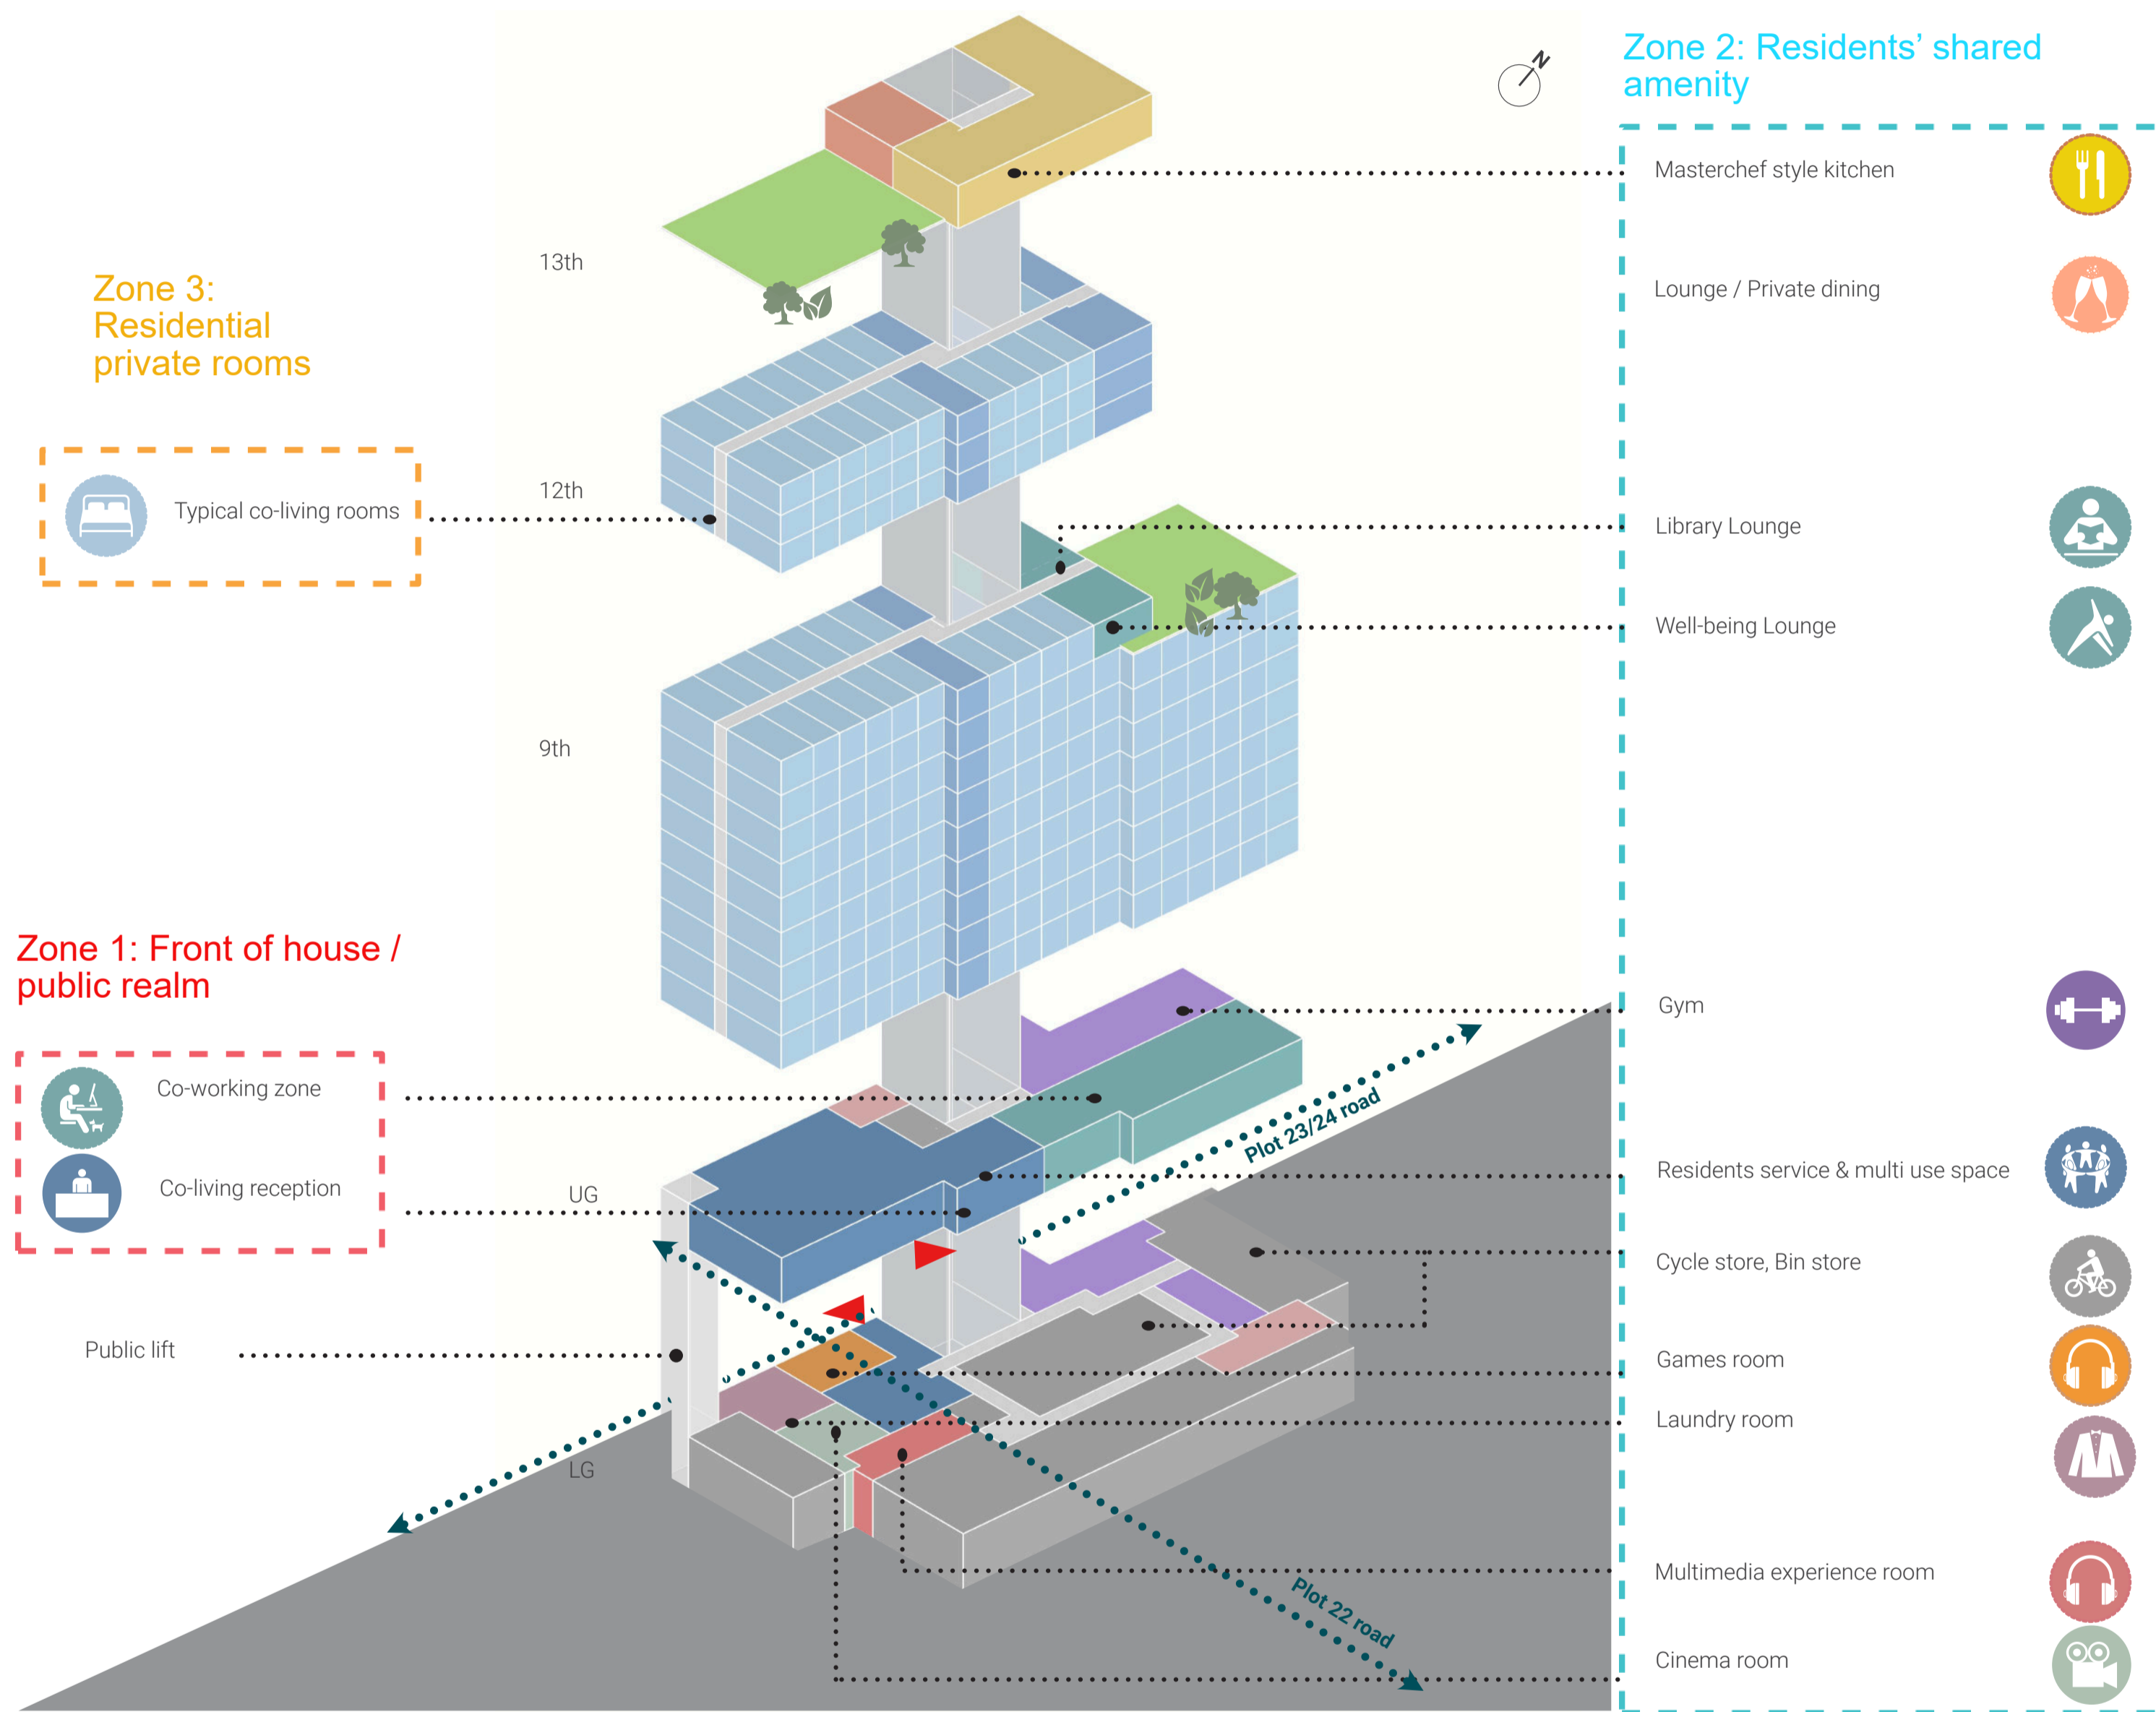 N
Zone 2: Residents’ shared
amenity
Masterchef style kitchen
Lounge / Private dining
13th
Zone 3:
Residential
private rooms
12th
Typical co-living rooms
Library Lounge
Well-being Lounge
9th
Zone 1: Front of house /
public realm
Gym
Co-working zone
Plot 23/24 road
Residents service & multi use space
Co-living reception
UG
Cycle store, Bin store
Public lift
Games room
Laundry room
LG
Multimedia experience room
Plot 22 road
Cinema room